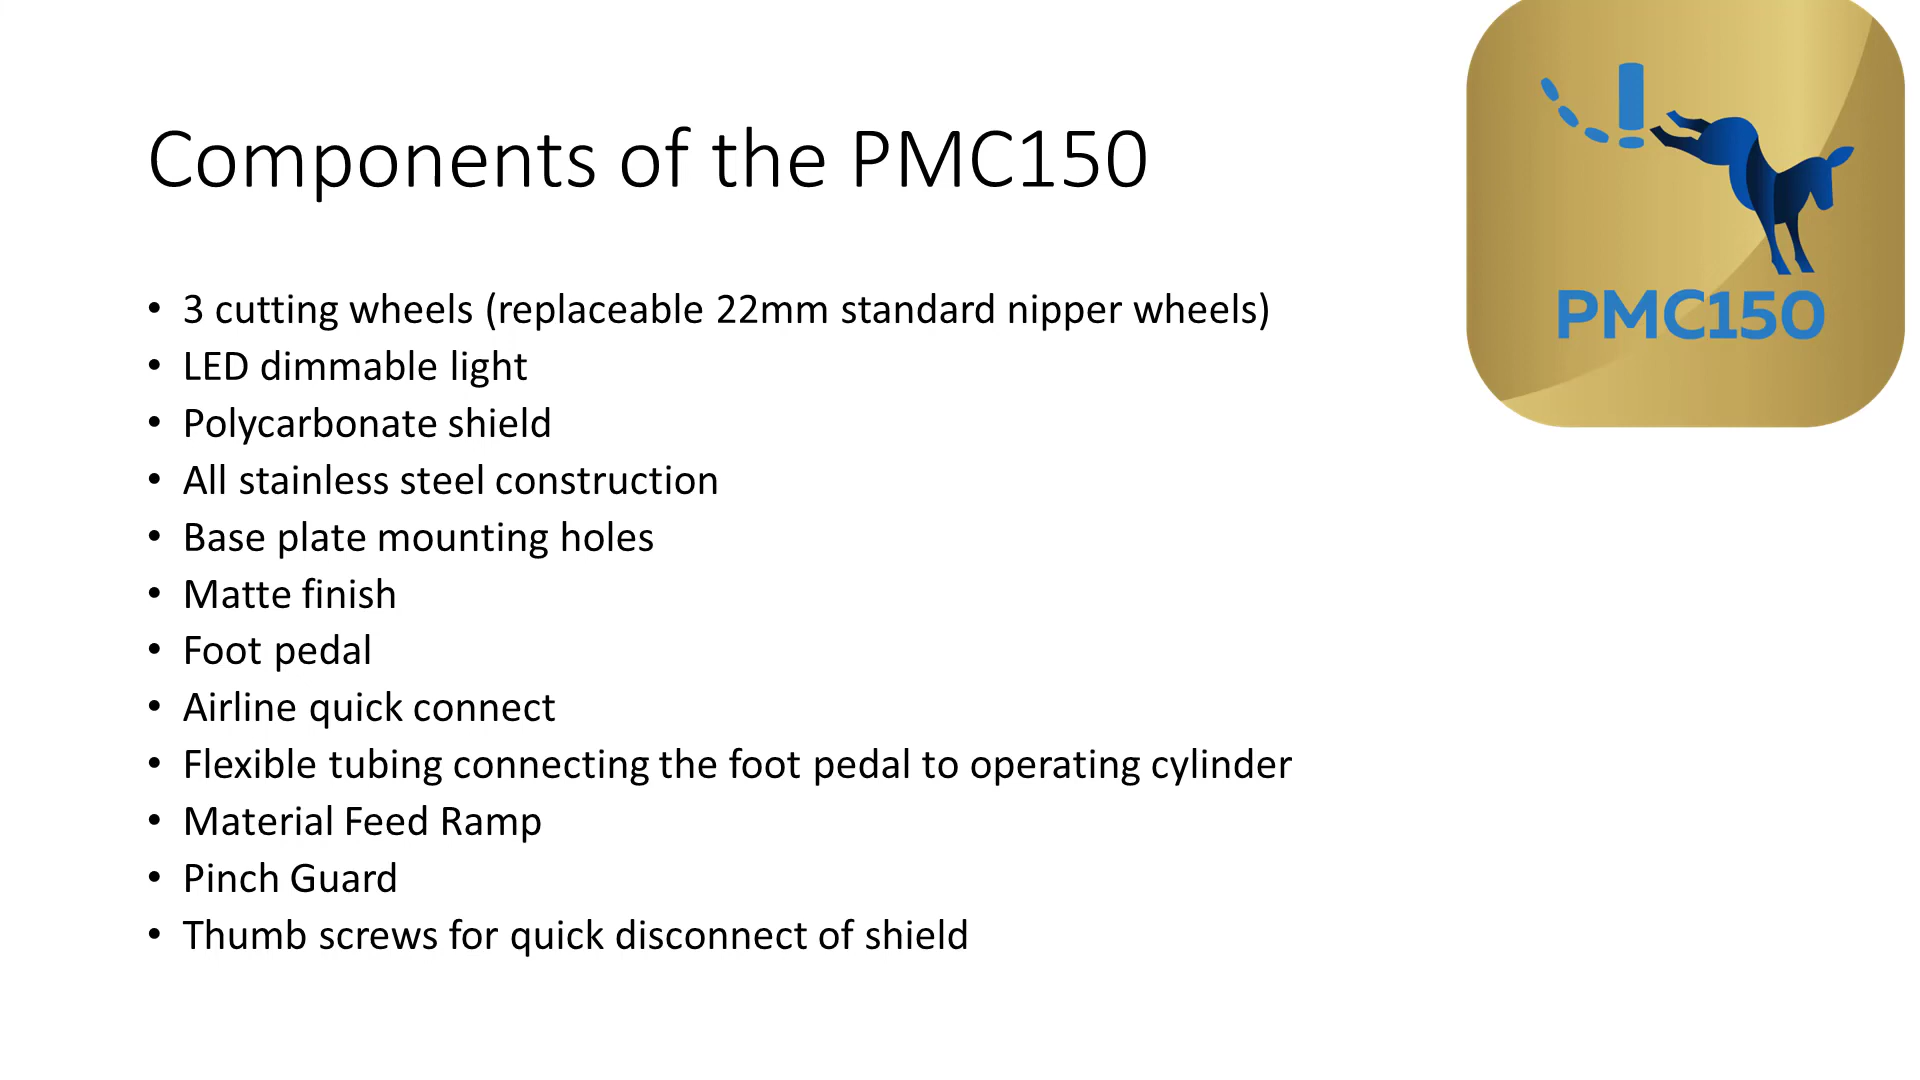 Components of the PMC150
PMC150
• 3 cutting wheels (replaceable 22mm standard nipper wheels)
• LED dimmable light
• Polycarbonate shield
• All stainless steel construction
• Base plate mounting holes
• Matte finish
• Foot pedal
• Airline quick connect
• Flexible tubing connecting the foot pedal to operating cylinder
• Material Feed Ramp
• Pinch Guard
• Thumb screws for quick disconnect of shield